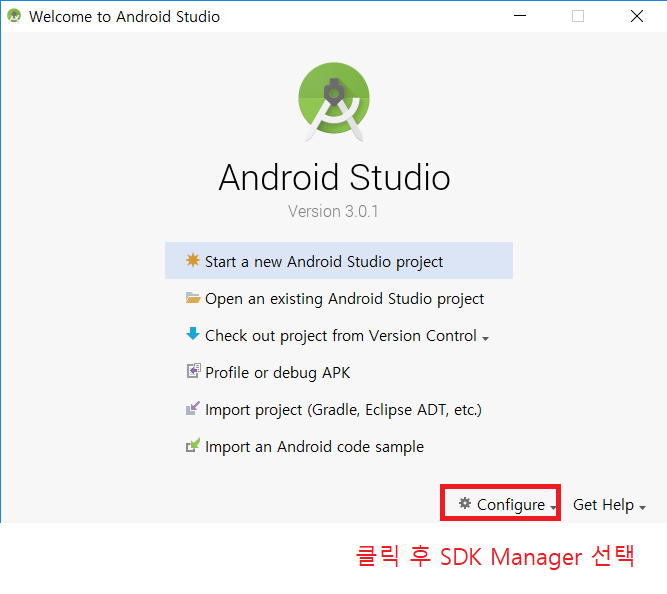 Welcome to Android Studio
Android Studio
Version 3.0.1
Start a new Android Studio project
Open an existing Android Studio project
Check out project from Version Control
Profile or debug APK
Import project (Gradle, Eclipse ADT, etc.)
Import an Android code sample
Configure Get Help
클릭 후 SDK Manager 선택